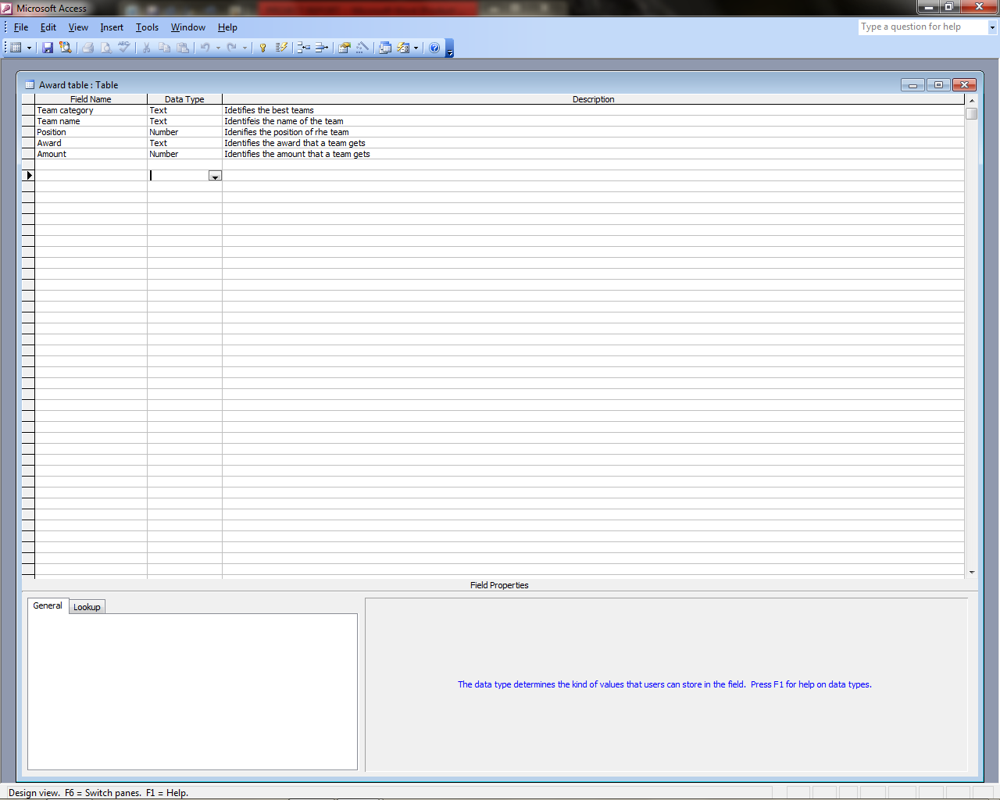 Microsoft Access
File Edit View Insert Tools Window Help
Type a question for help
Award table : Table
Field Name Data Type Description
Team category Text Idetifies the best teams
Team name Text Identifeis the name of the team
Position Number Idenifies the position of rhe team
Award Text Identifies the award that a team gets
Amount Number Identifies the amount that a team gets
Field Properties
General Lookup
The data type determines the kind of values that users can store in the field. Press F1 for help on data types.
Design view. F6 = Switch panes. F1 = Help.